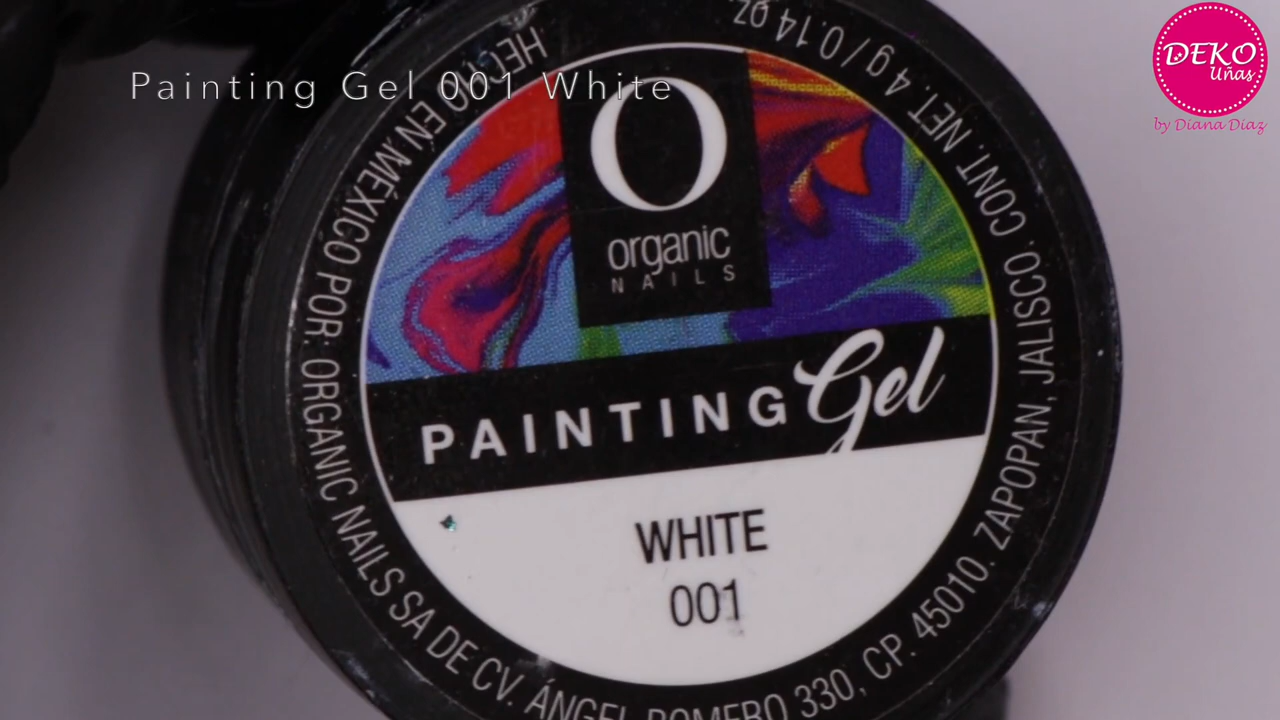 Painting Gel 001 White
DEKO
Uñas
by Diana Diaz
O
organic
NAILS
PAINTING Gel
WHITE
001
HECHO EN MÉXICO POR: ORGANIC NAILS SA DE CV. ÁNGEL ROMERO 330, CP. 45010. ZAPOPAN, JALISCO. CONT. NET. 4 g / 0.14 oz.